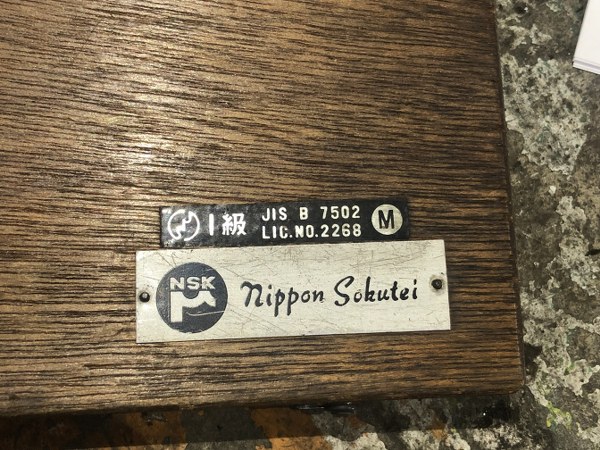 1級 JIS B 7502
LIC.NO.2268 M
NSK
μ
Nippon Sokutei